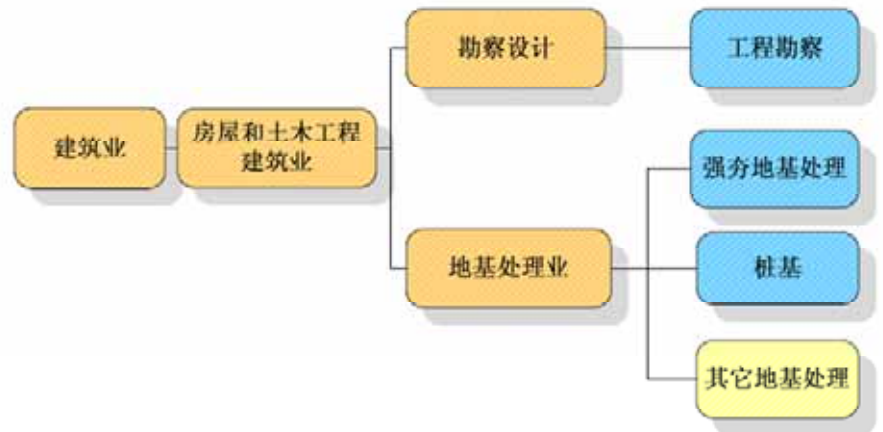 建筑业
房屋和土木工程
建筑业
勘察设计
工程勘察
地基处理业
强夯地基处理
桩基
其它地基处理